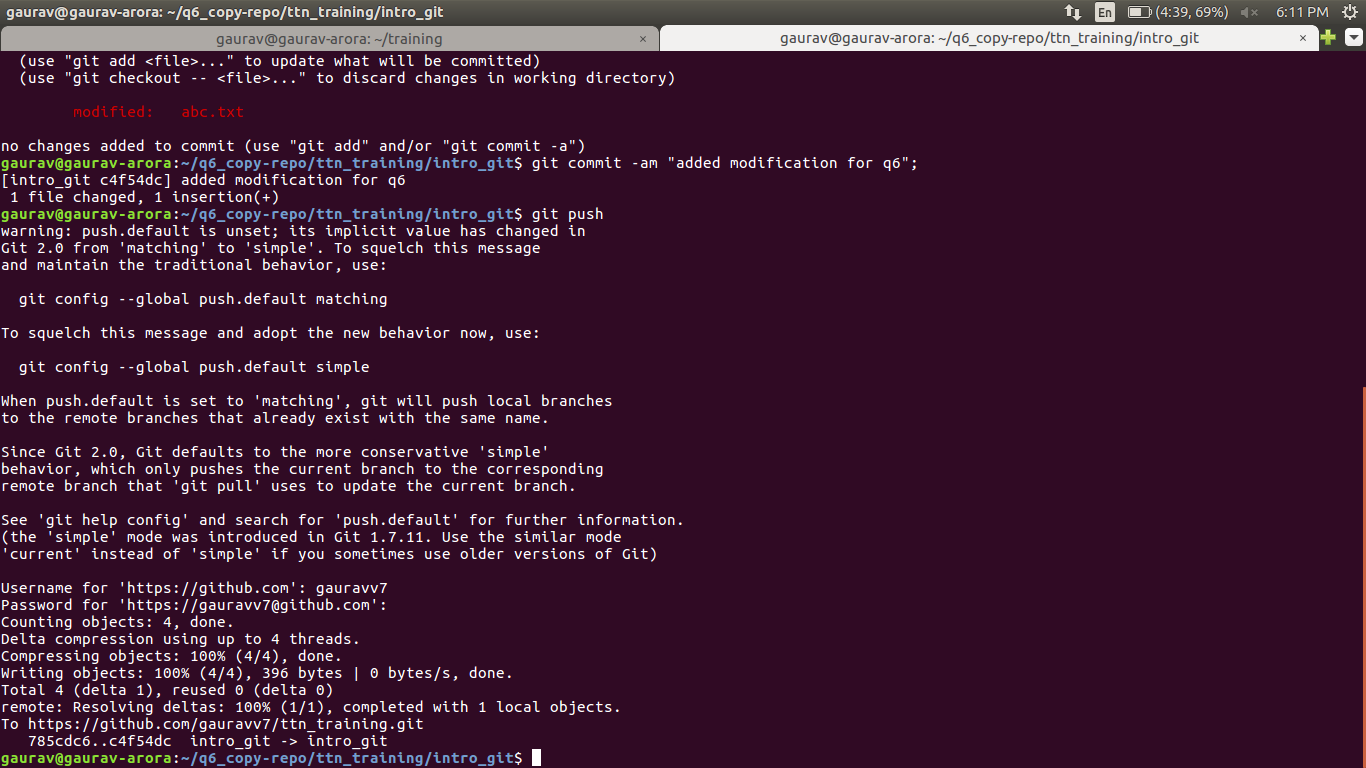 gaurav@gaurav-arora: ~/q6_copy-repo/ttn_training/intro_git
En (4:39, 69%) 6:11 PM
gaurav@gaurav-arora: ~/training × gaurav@gaurav-arora: ~/q6_copy-repo/ttn_training/intro_git ×
(use "git add <file>..." to update what will be committed)
(use "git checkout -- <file>..." to discard changes in working directory)
modified: abc.txt
no changes added to commit (use "git add" and/or "git commit -a")
gaurav@gaurav-arora:~/q6_copy-repo/ttn_training/intro_git$ git commit -am "added modification for q6";
[intro_git c4f54dc] added modification for q6
1 file changed, 1 insertion(+)
gaurav@gaurav-arora:~/q6_copy-repo/ttn_training/intro_git$ git push
warning: push.default is unset; its implicit value has changed in
Git 2.0 from 'matching' to 'simple'. To squelch this message
and maintain the traditional behavior, use:
git config --global push.default matching
To squelch this message and adopt the new behavior now, use:
git config --global push.default simple
When push.default is set to 'matching', git will push local branches
to the remote branches that already exist with the same name.
Since Git 2.0, Git defaults to the more conservative 'simple'
behavior, which only pushes the current branch to the corresponding
remote branch that 'git pull' uses to update the current branch.
See 'git help config' and search for 'push.default' for further information.
(the 'simple' mode was introduced in Git 1.7.11. Use the similar mode
'current' instead of 'simple' if you sometimes use older versions of Git)
Username for 'https://github.com': gauravv7
Password for 'https://gauravv7@github.com':
Counting objects: 4, done.
Delta compression using up to 4 threads.
Compressing objects: 100% (4/4), done.
Writing objects: 100% (4/4), 396 bytes | 0 bytes/s, done.
Total 4 (delta 1), reused 0 (delta 0)
remote: Resolving deltas: 100% (1/1), completed with 1 local objects.
To https://github.com/gauravv7/ttn_training.git
785cdc6..c4f54dc intro_git -> intro_git
gaurav@gaurav-arora:~/q6_copy-repo/ttn_training/intro_git$